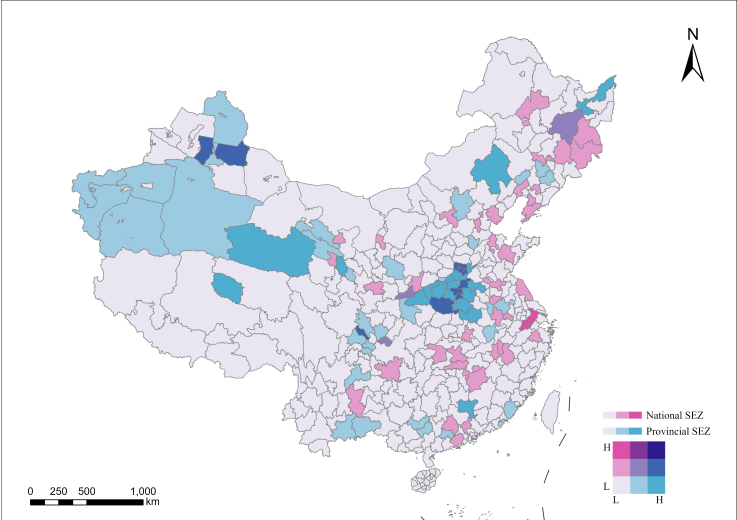 N
National SEZ
Provincial SEZ
H
L
L H
0 250 500 1,000
km